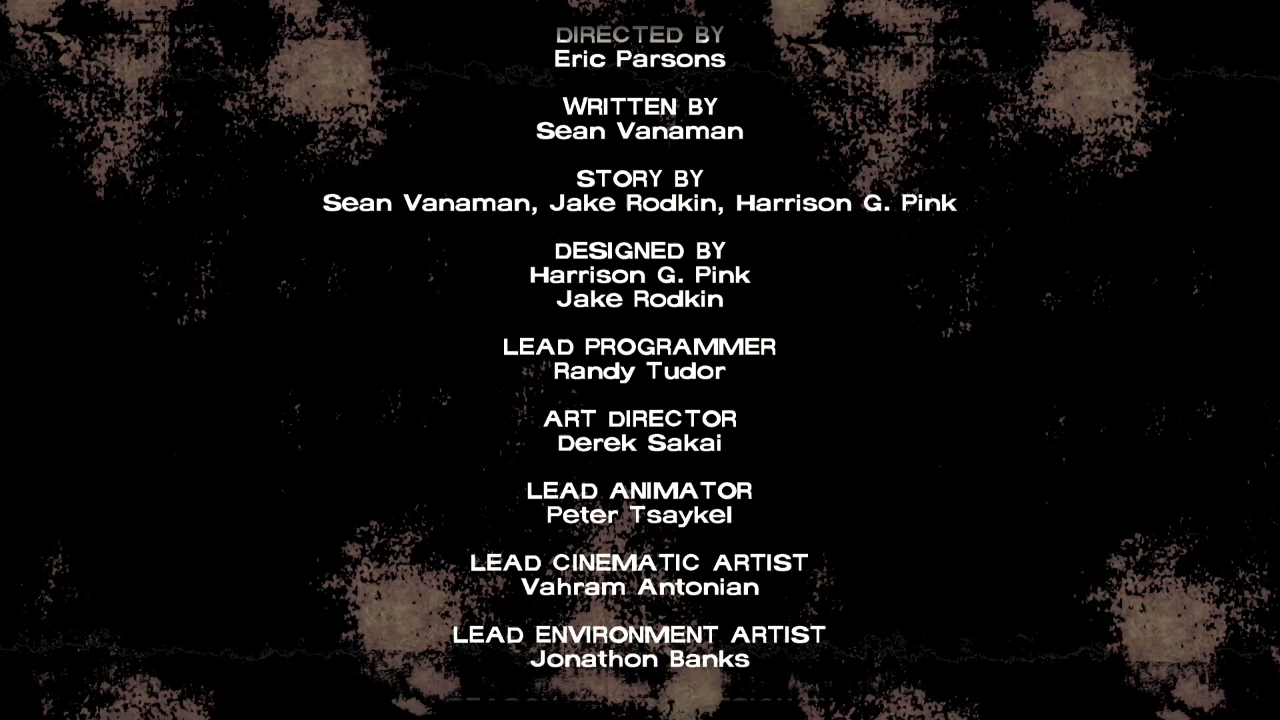 DIRECTED BY
Eric Parsons
WRITTEN BY
Sean Vanaman
STORY BY
Sean Vanaman, Jake Rodkin, Harrison G. Pink
DESIGNED BY
Harrison G. Pink
Jake Rodkin
LEAD PROGRAMMER
Randy Tudor
ART DIRECTOR
Derek Sakai
LEAD ANIMATOR
Peter Tsaykel
LEAD CINEMATIC ARTIST
Vahram Antonian
LEAD ENVIRONMENT ARTIST
Jonathon Banks